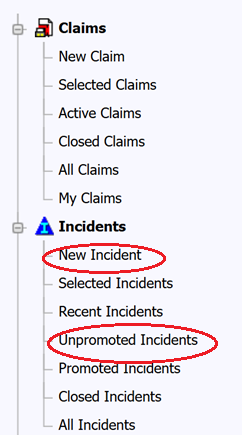 Claims
New Claim
Selected Claims
Active Claims
Closed Claims
All Claims
My Claims
Incidents
New Incident
Selected Incidents
Recent Incidents
Unpromoted Incidents
Promoted Incidents
Closed Incidents
All Incidents